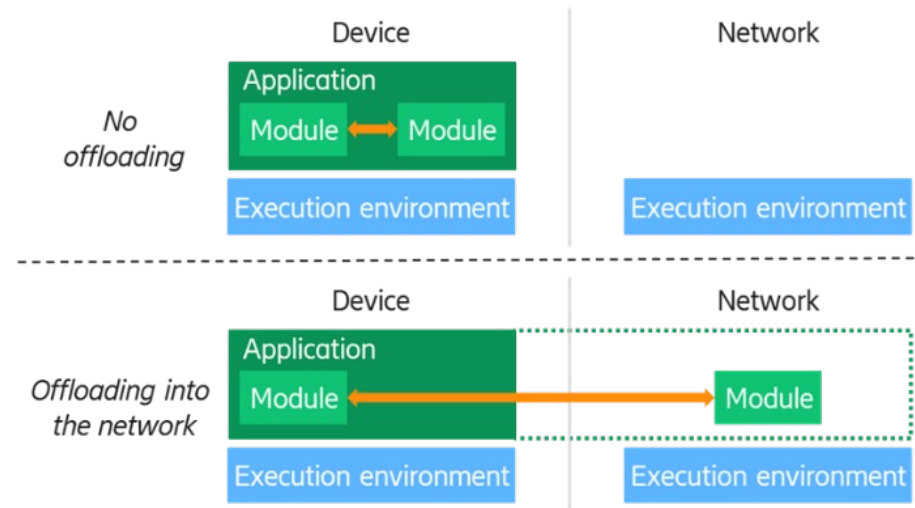 Device
Network
No
offloading
Application
Module
Module
Execution environment
Execution environment
Device
Network
Offloading into
the network
Application
Module
Module
Execution environment
Execution environment